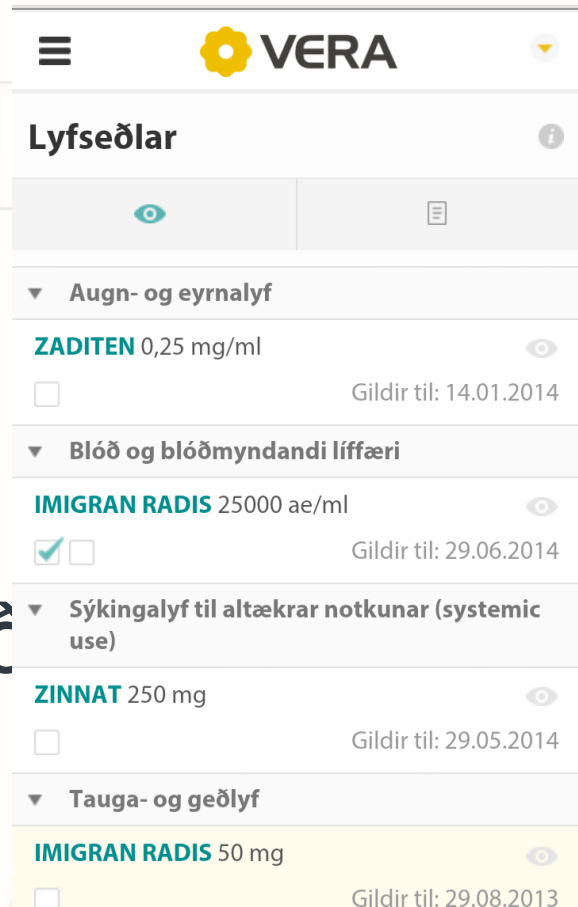 VERA
Lyfseðlar
Augn- og eyrnalyf
ZADITEN 0,25 mg/ml
Gildir til: 14.01.2014
Blóð og blóðmyndandi líffæri
IMIGRAN RADIS 25000 ae/ml
Gildir til: 29.06.2014
Sýkingalyf til altækrar notkunar (systemic
use)
ZINNAT 250 mg
Gildir til: 29.05.2014
Tauga- og geðlyf
IMIGRAN RADIS 50 mg
Gildir til: 29.08.2013